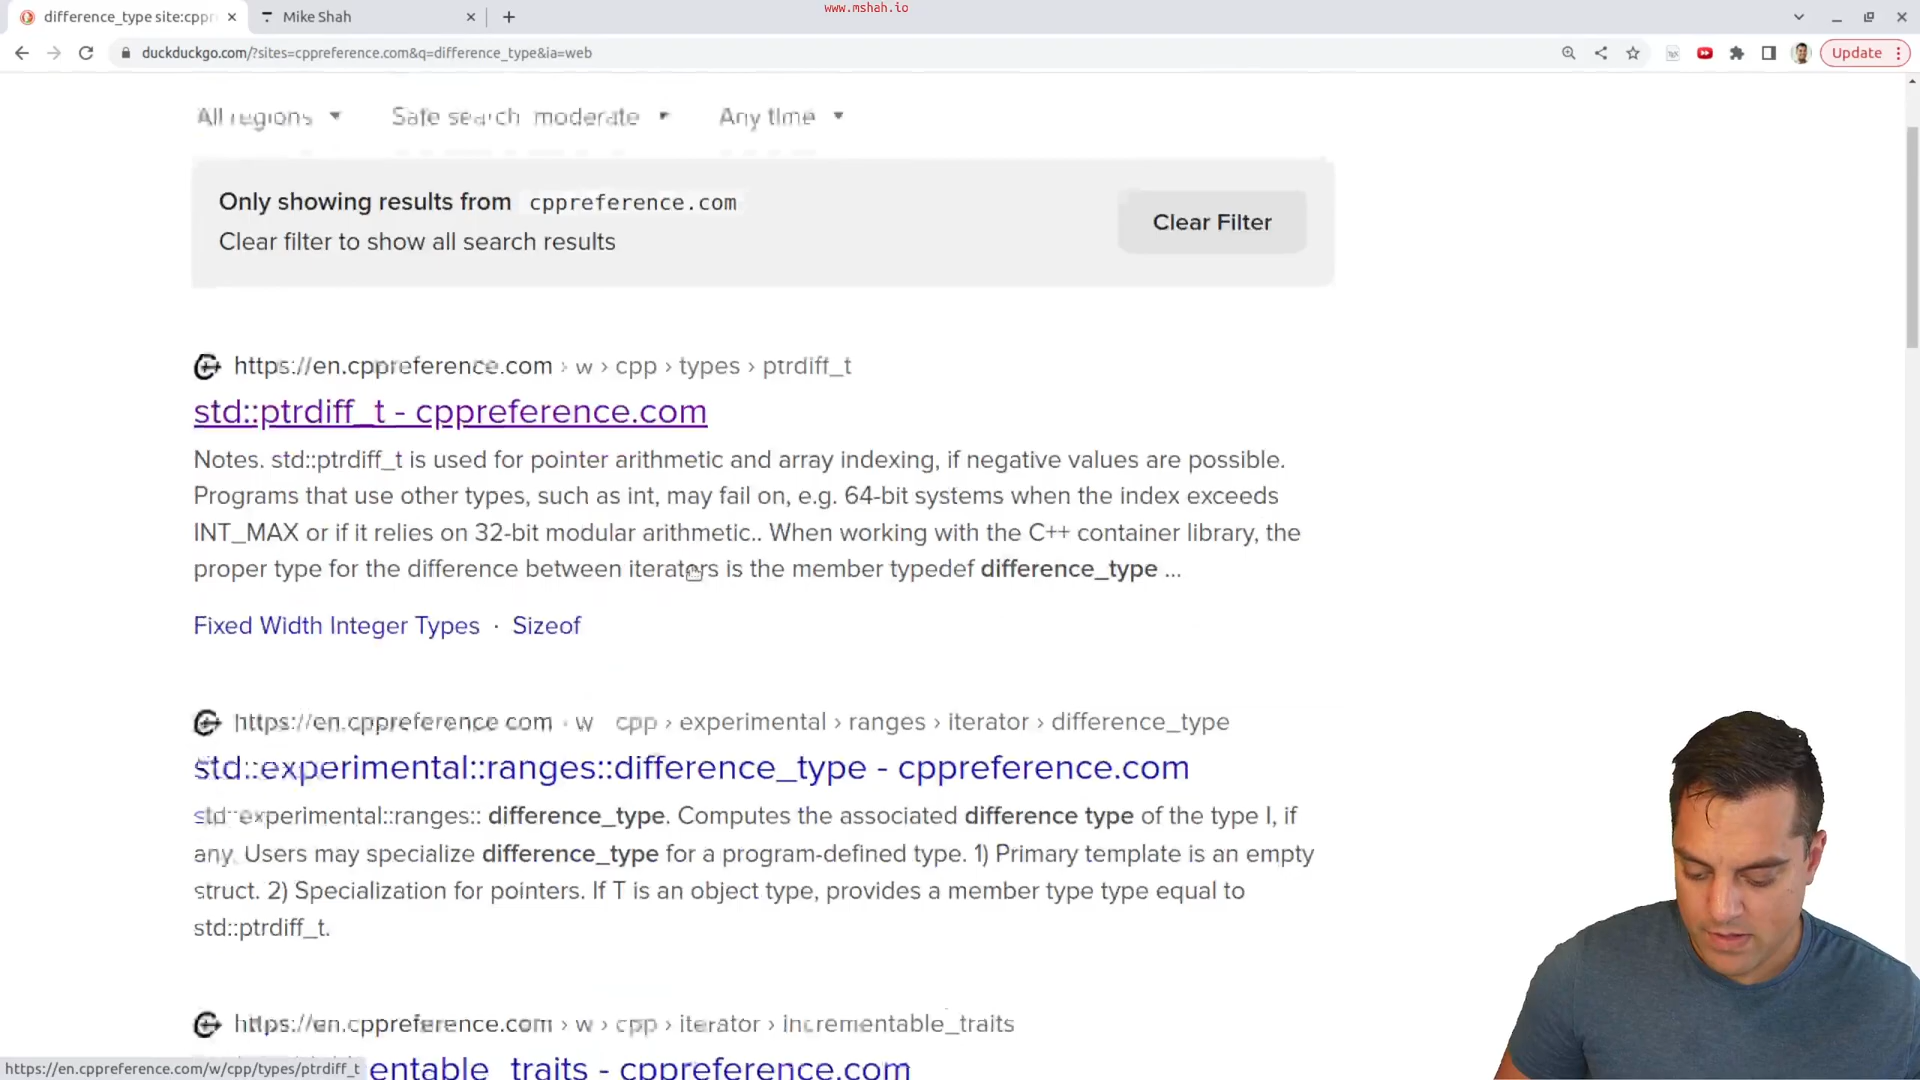 www.mshah.io
difference_type site:cppr
Mike Shah
duckduckgo.com/?sites=cppreference.com&q=difference_type&ia=web
Update
All regions
Safe search moderate
Any time
Only showing results from cppreference.com
Clear filter to show all search results
Clear Filter
https://en.cppreference.com › w › cpp › types › ptrdiff_t
std::ptrdiff_t - cppreference.com
Notes. std::ptrdiff_t is used for pointer arithmetic and array indexing, if negative values are possible.
Programs that use other types, such as int, may fail on, e.g. 64-bit systems when the index exceeds
INT_MAX or if it relies on 32-bit modular arithmetic.. When working with the C++ container library, the
proper type for the difference between iterators is the member typedef difference_type ...
Fixed Width Integer Types · Sizeof
https://en.cppreference.com › w › cpp › experimental › ranges › iterator › difference_type
std::experimental::ranges::difference_type - cppreference.com
std::experimental::ranges:: difference_type. Computes the associated difference type of the type I, if
any. Users may specialize difference_type for a program-defined type. 1) Primary template is an empty
struct. 2) Specialization for pointers. If T is an object type, provides a member type type equal to
std::ptrdiff_t.
https://en.cppreference.com › w › cpp › iterator › incrementable_traits
entable_traits - cppreference.com
https://en.cppreference.com/w/cpp/types/ptrdiff_t